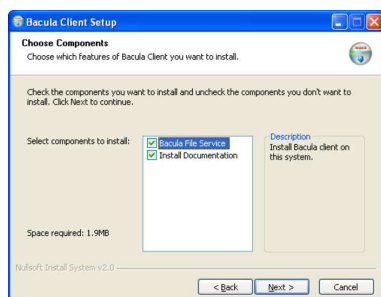 Bacula Client Setup
Choose Components
Choose which features of Bacula Client you want to install.
Check the components you want to install and uncheck the components you don't want to
install. Click Next to continue.
Select components to install:
Bacula File Service
Install Documentation
Description
Install Bacula client on
this system.
Space required: 1.9MB
Nullsoft Install System v2.0
< Back
Next >
Cancel